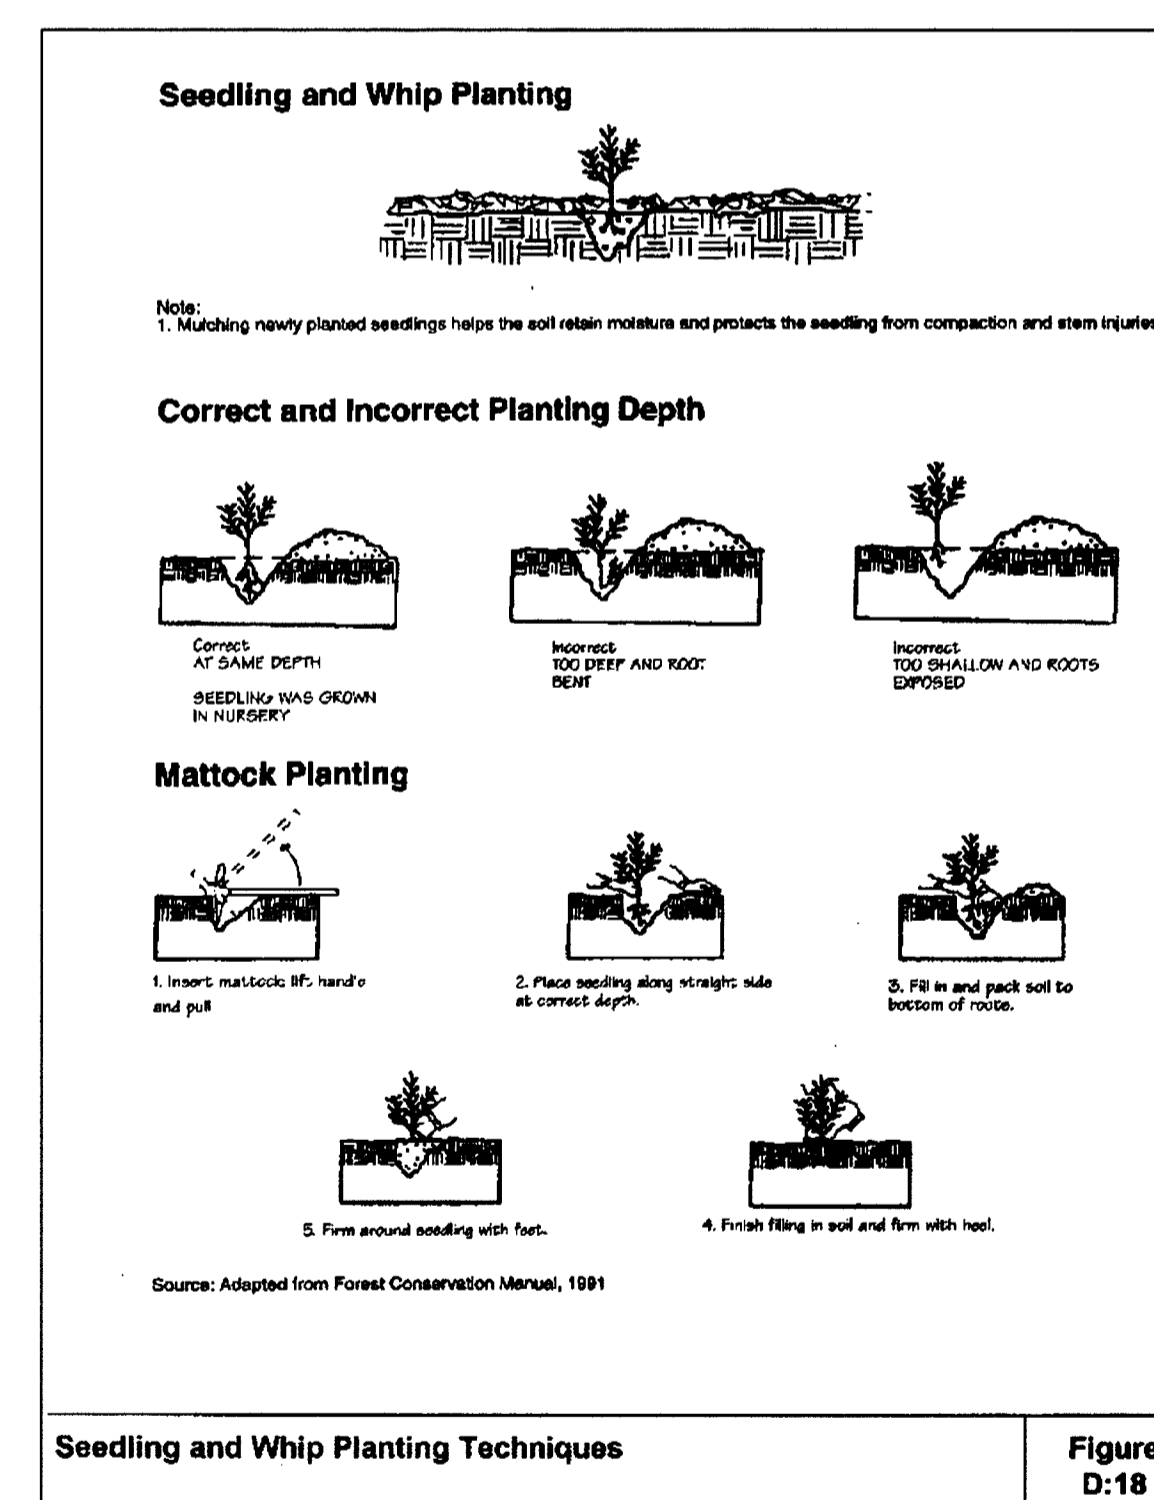 Seedling and Whip Planting
Note:
1. Mulching newly planted seedlings helps the soil retain moisture and protects the seedling from compaction and stem injuries
Correct and Incorrect Planting Depth
Correct
AT SAME DEPTH
SEEDLING WAS GROWN
IN NURSERY
Incorrect
TOO DEEP AND ROOT
BENT
Incorrect
TOO SHALLOW AND ROOTS
EXPOSED
Mattock Planting
1. Insert mattock lift handle
and pull
2. Place seedling along straight side
at correct depth.
3. Fill in and pack soil to
bottom of roots.
5. Firm around seedling with feet.
4. Finish filling in soil and firm with heel.
Source: Adapted from Forest Conservation Manual, 1991
Seedling and Whip Planting Techniques
Figure
D:18